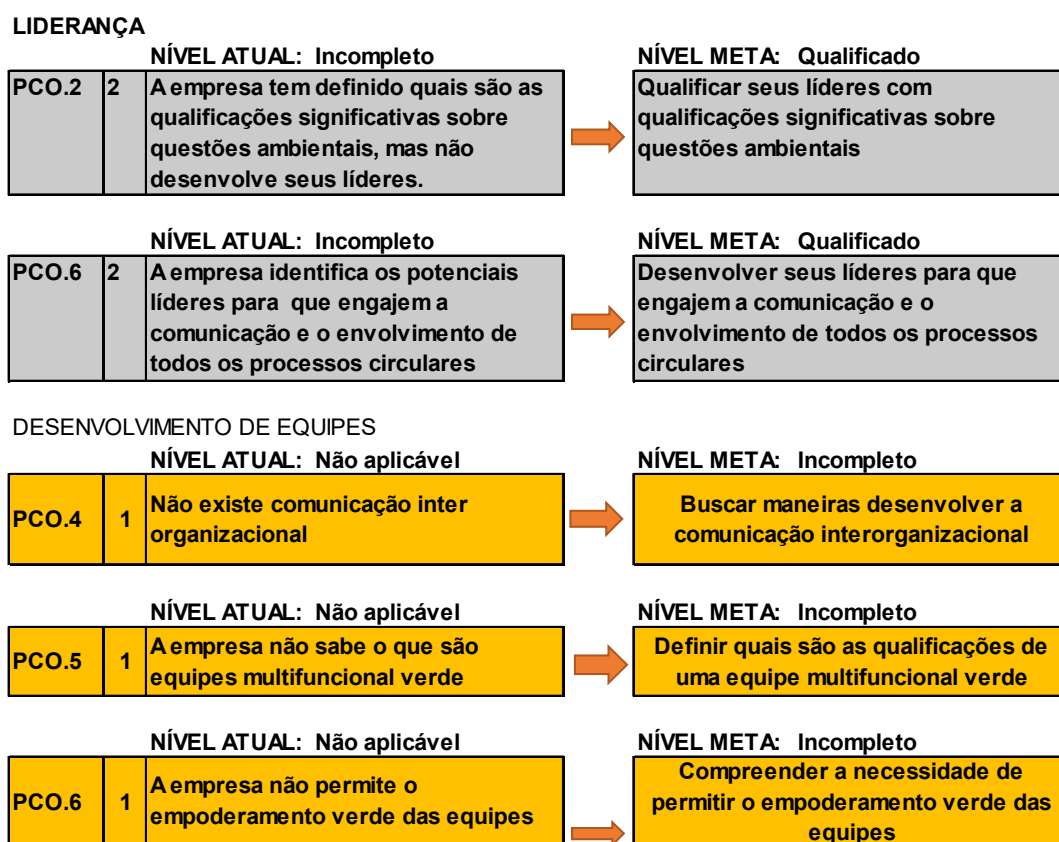 LIDERANÇA
NÍVEL ATUAL: Incompleto
NÍVEL META: Qualificado
PCO.2 2 A empresa tem definido quais são as
qualificações significativas sobre
questões ambientais, mas não
desenvolve seus líderes.
Qualificar seus líderes com
qualificações significativas sobre
questões ambientais
NÍVEL ATUAL: Incompleto
NÍVEL META: Qualificado
PCO.6 2 A empresa identifica os potenciais
líderes para que engajem a
comunicação e o envolvimento de
todos os processos circulares
Desenvolver seus líderes para que
engajem a comunicação e o
envolvimento de todos os processos
circulares
DESENVOLVIMENTO DE EQUIPES
NÍVEL ATUAL: Não aplicável
NÍVEL META: Incompleto
PCO.4 1 Não existe comunicação inter
organizacional
Buscar maneiras desenvolver a
comunicação interorganizacional
NÍVEL ATUAL: Não aplicável
NÍVEL META: Incompleto
PCO.5 1 A empresa não sabe o que são
equipes multifuncional verde
Definir quais são as qualificações de
uma equipe multifuncional verde
NÍVEL ATUAL: Não aplicável
NÍVEL META: Incompleto
PCO.6 1 A empresa não permite o
empoderamento verde das equipes
Compreender a necessidade de
permitir o empoderamento verde das
equipes